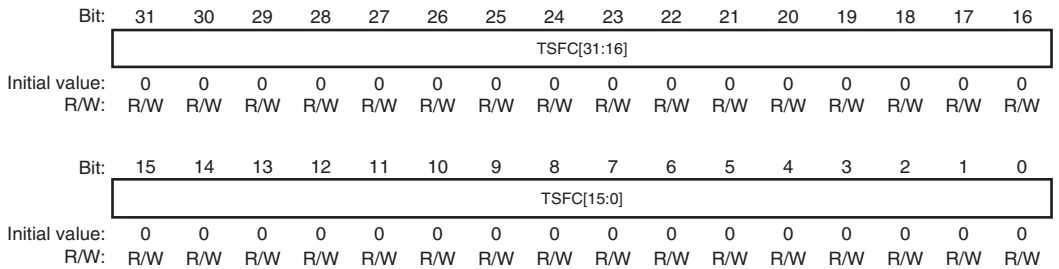 Bit: 31 30 29 28 27 26 25 24 23 22 21 20 19 18 17 16
TSFC[31:16]
Initial value: 0 0 0 0 0 0 0 0 0 0 0 0 0 0 0 0
R/W: R/W R/W R/W R/W R/W R/W R/W R/W R/W R/W R/W R/W R/W R/W R/W R/W
Bit: 15 14 13 12 11 10 9 8 7 6 5 4 3 2 1 0
TSFC[15:0]
Initial value: 0 0 0 0 0 0 0 0 0 0 0 0 0 0 0 0
R/W: R/W R/W R/W R/W R/W R/W R/W R/W R/W R/W R/W R/W R/W R/W R/W R/W